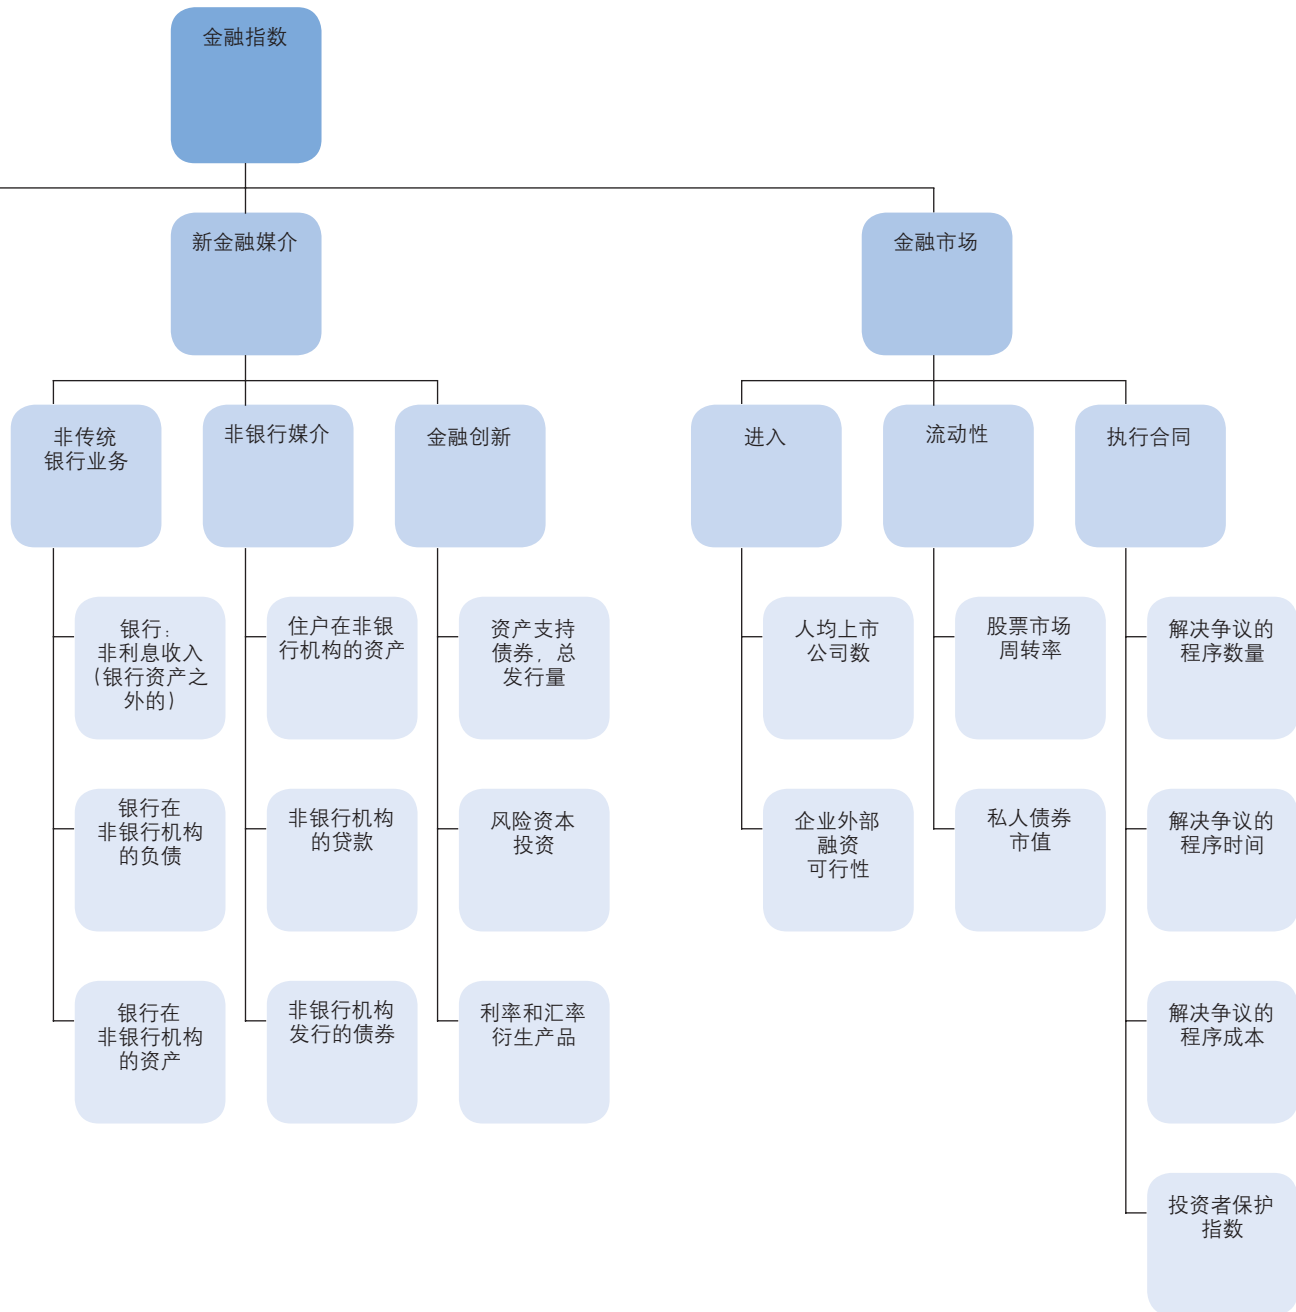 金融指数
新金融媒介
金融市场
非传统
银行业务
非银行媒介
金融创新
进入
流动性
执行合同
银行：
非利息收入
（银行资产之
外的）
住户在非银
行机构的资产
资产支持
债券，总
发行量
人均上市
公司数
股票市场
周转率
解决争议的
程序数量
银行在
非银行机构
的负债
非银行机构
的贷款
风险资本
投资
企业外部
融资
可行性
私人债券
市值
解决争议的
程序时间
银行在
非银行机构
的资产
非银行机构
发行的债券
利率和汇率
衍生产品
解决争议的
程序成本
投资者保护
指数